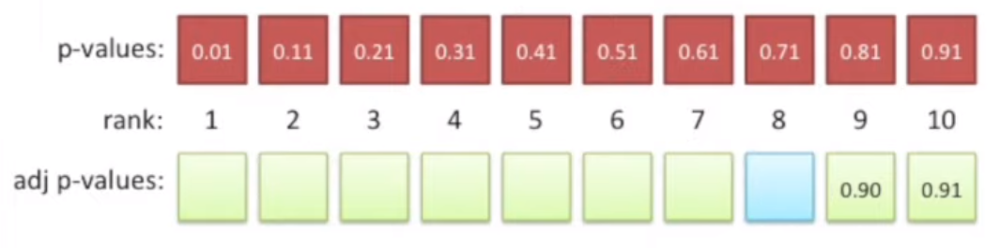 p-values: 0.01 0.11 0.21 0.31 0.41 0.51 0.61 0.71 0.81 0.91
rank: 1 2 3 4 5 6 7 8 9 10
adj p-values: 0.90 0.91